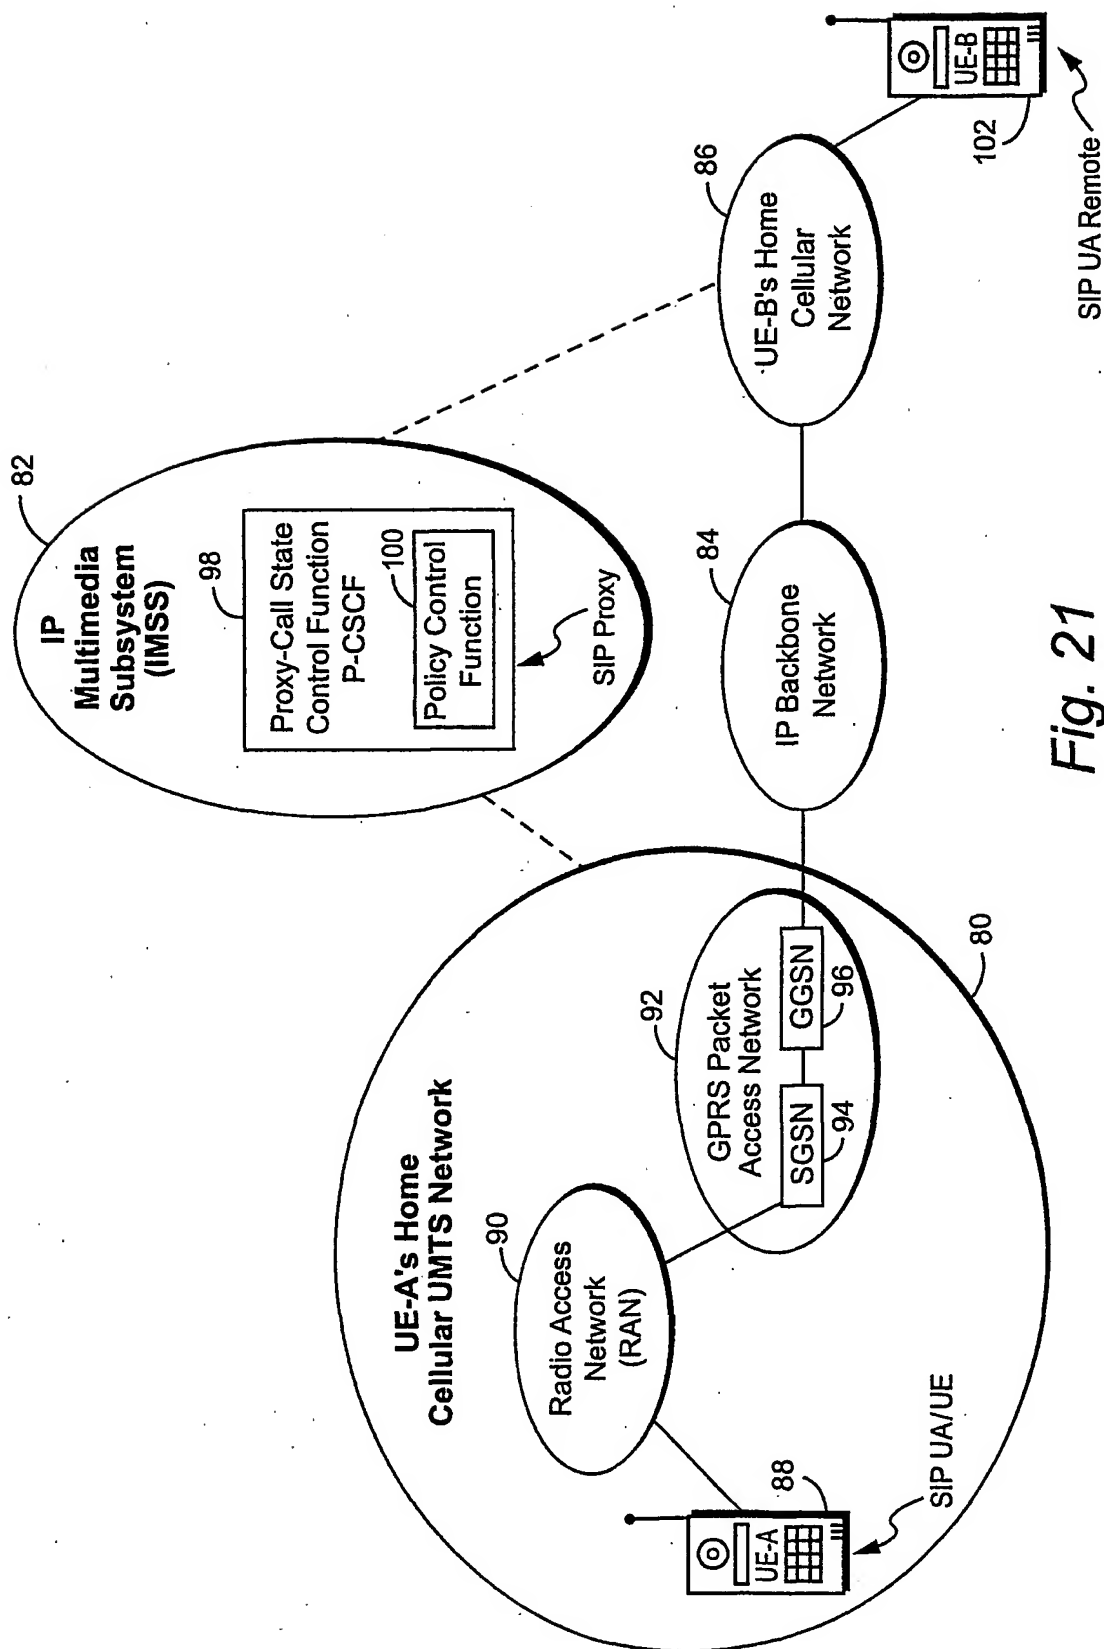 IP
Multimedia
Subsystem
(IMSS)
82
98
Proxy-Call State
Control Function
P-CSCF
100
Policy Control
Function
SIP Proxy
UE-A's Home
Cellular UMTS Network
90
Radio Access
Network
(RAN)
92
GPRS Packet
Access Network
SGSN
94
GGSN
96
80
UE-A
88
SIP UA/UE
84
IP Backbone
Network
86
UE-B's Home
Cellular
Network
UE-B
102
SIP UA Remote
Fig. 21